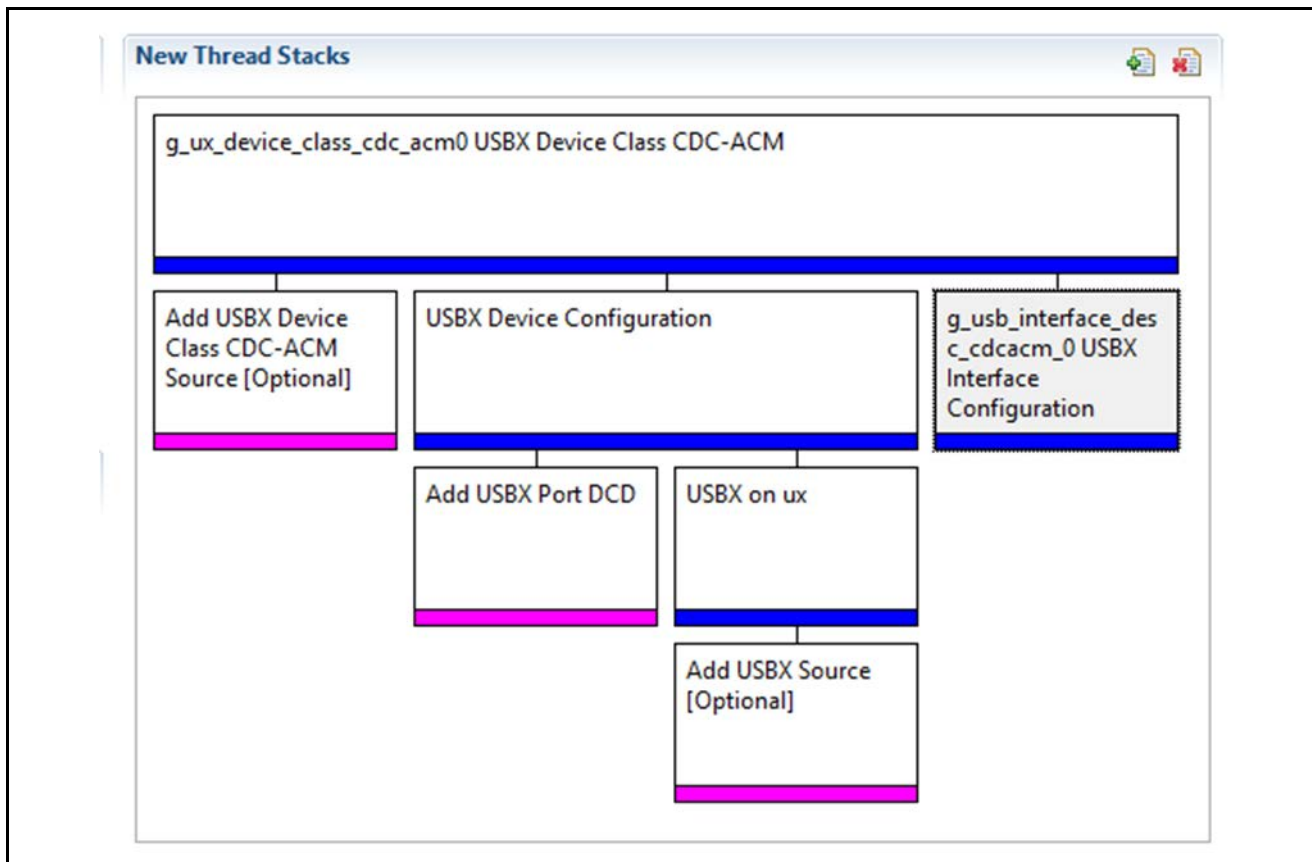 New Thread Stacks
g_ux_device_class_cdc_acm0 USBX Device Class CDC-ACM
Add USBX Device
Class CDC-ACM
Source [Optional]
USBX Device Configuration
g_usb_interface_des
c_cdcacm_0 USBX
Interface
Configuration
Add USBX Port DCD
USBX on ux
Add USBX Source
[Optional]